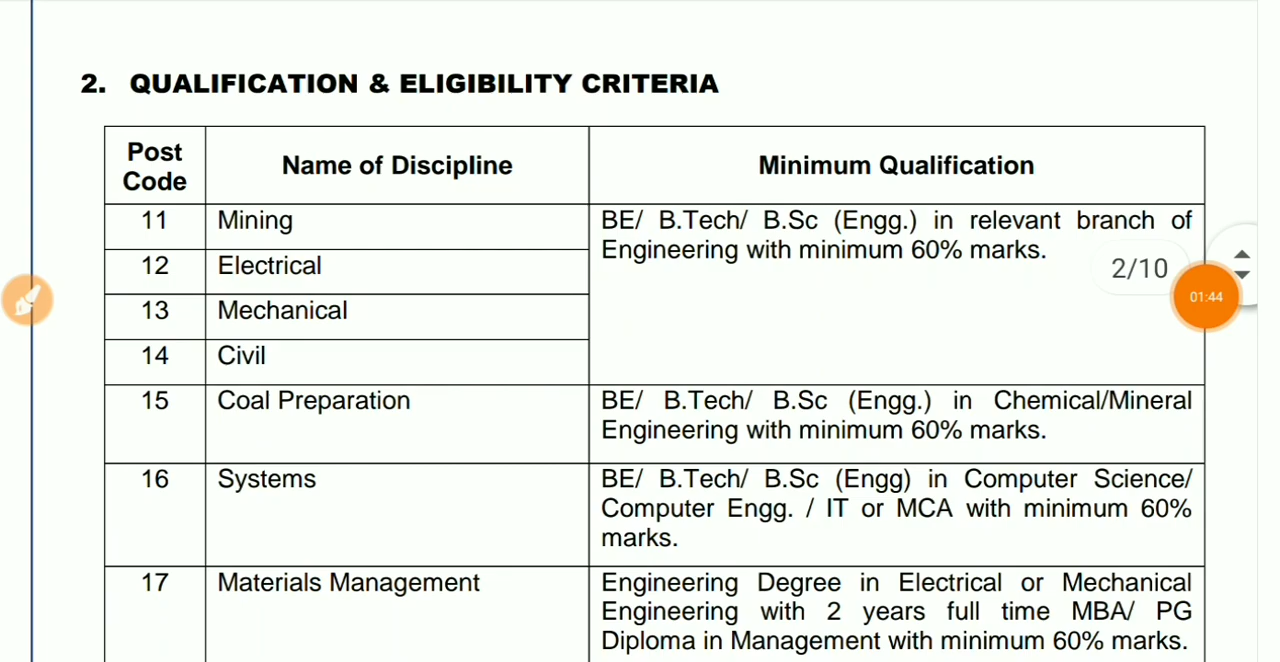 2. QUALIFICATION & ELIGIBILITY CRITERIA
Post
Code
Name of Discipline
Minimum Qualification
11
Mining
BE/ B.Tech/ B.Sc (Engg.) in relevant branch of
Engineering with minimum 60% marks.
12
Electrical
2/10
01:44
13
Mechanical
14
Civil
15
Coal Preparation
BE/ B.Tech/ B.Sc (Engg.) in Chemical/Mineral
Engineering with minimum 60% marks.
16
Systems
BE/ B.Tech/ B.Sc (Engg) in Computer Science/
Computer Engg. / IT or MCA with minimum 60%
marks.
17
Materials Management
Engineering Degree in Electrical or Mechanical
Engineering with 2 years full time MBA/ PG
Diploma in Management with minimum 60% marks.